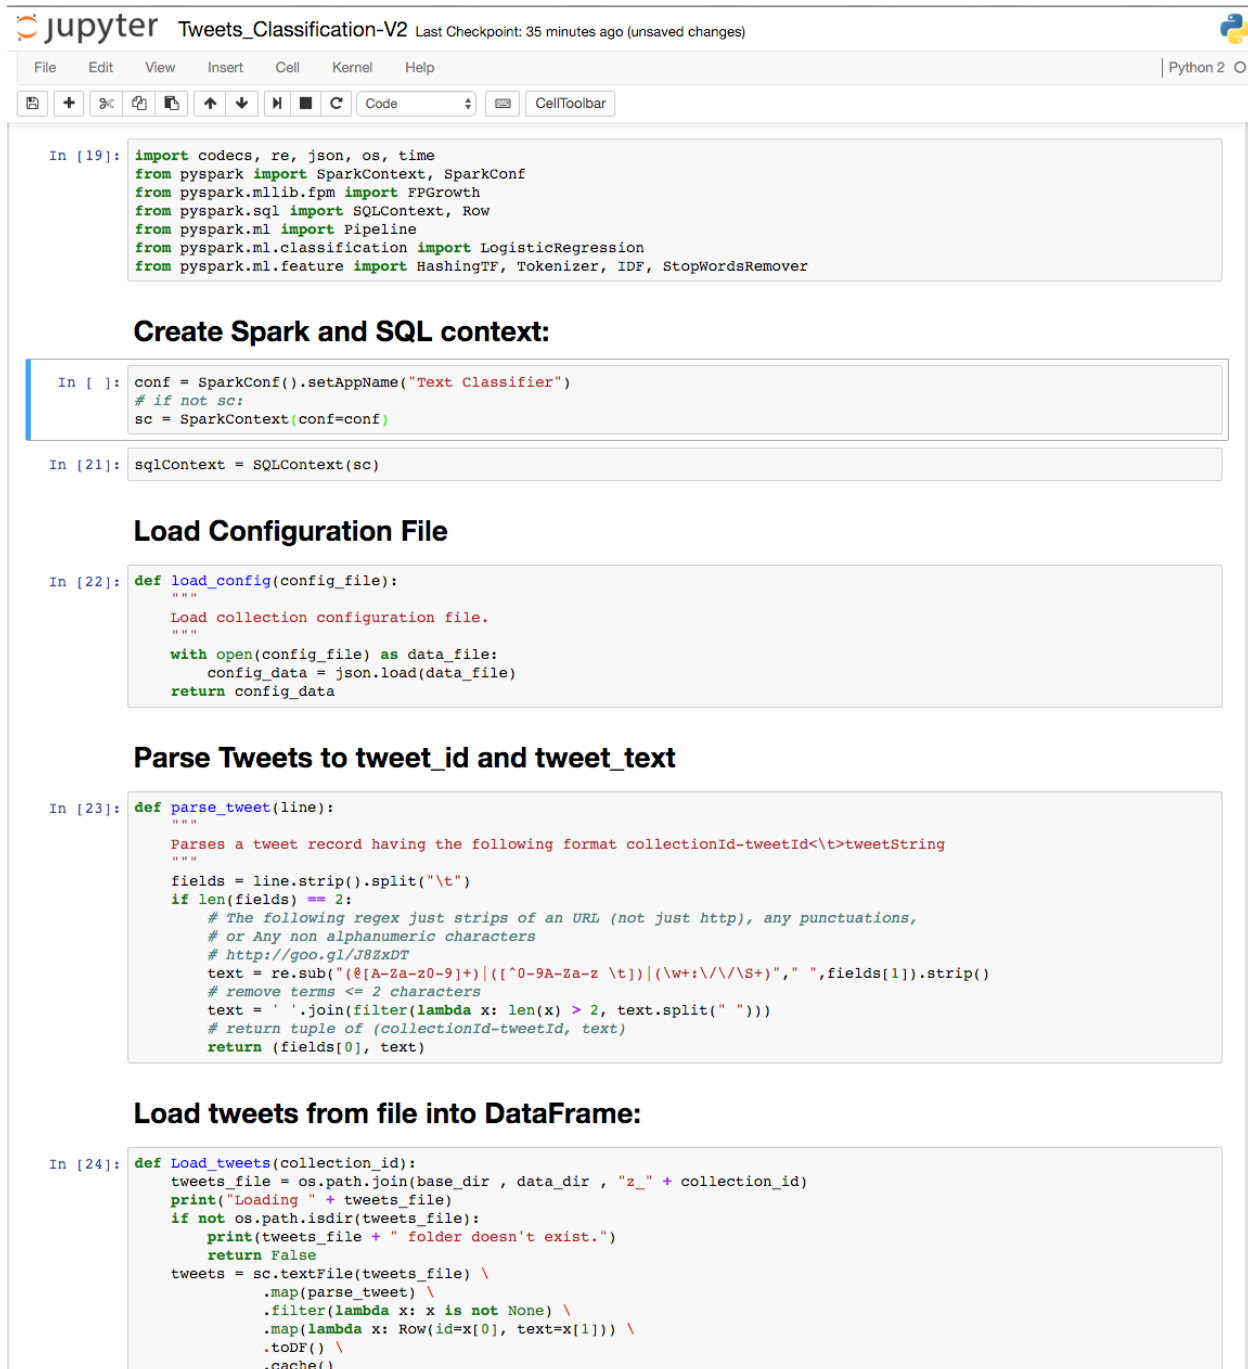 jupyter Tweets_Classification-V2 Last Checkpoint: 35 minutes ago (unsaved changes)
File Edit View Insert Cell Kernel Help Python 2
Code CellToolbar
In [19]: import codecs, re, json, os, time
from pyspark import SparkContext, SparkConf
from pyspark.mllib.fpm import FPGrowth
from pyspark.sql import SQLContext, Row
from pyspark.ml import Pipeline
from pyspark.ml.classification import LogisticRegression
from pyspark.ml.feature import HashingTF, Tokenizer, IDF, StopWordsRemover
Create Spark and SQL context:
In [ ]: conf = SparkConf().setAppName("Text Classifier")
# if not sc:
sc = SparkContext(conf=conf)
In [21]: sqlContext = SQLContext(sc)
Load Configuration File
In [22]: def load_config(config_file):
"""
Load collection configuration file.
"""
with open(config_file) as data_file:
config_data = json.load(data_file)
return config_data
Parse Tweets to tweet_id and tweet_text
In [23]: def parse_tweet(line):
"""
Parses a tweet record having the following format collectionId-tweetId<\t>tweetString
"""
fields = line.strip().split("\t")
if len(fields) == 2:
# The following regex just strips of an URL (not just http), any punctuations,
# or Any non alphanumeric characters
# http://goo.gl/J8ZxDT
text = re.sub("(@[A-Za-z0-9]+)|([^0-9A-Za-z \t])|(\w+:\/\/\S+)"," ",fields[1]).strip()
# remove terms <= 2 characters
text = ' '.join(filter(lambda x: len(x) > 2, text.split(" ")))
# return tuple of (collectionId-tweetId, text)
return (fields[0], text)
Load tweets from file into DataFrame:
In [24]: def Load_tweets(collection_id):
tweets_file = os.path.join(base_dir , data_dir , "z_" + collection_id)
print("Loading " + tweets_file)
if not os.path.isdir(tweets_file):
print(tweets_file + " folder doesn't exist.")
return False
tweets = sc.textFile(tweets_file) \
.map(parse_tweet) \
.filter(lambda x: x is not None) \
.map(lambda x: Row(id=x[0], text=x[1])) \
.toDF() \
.cache()